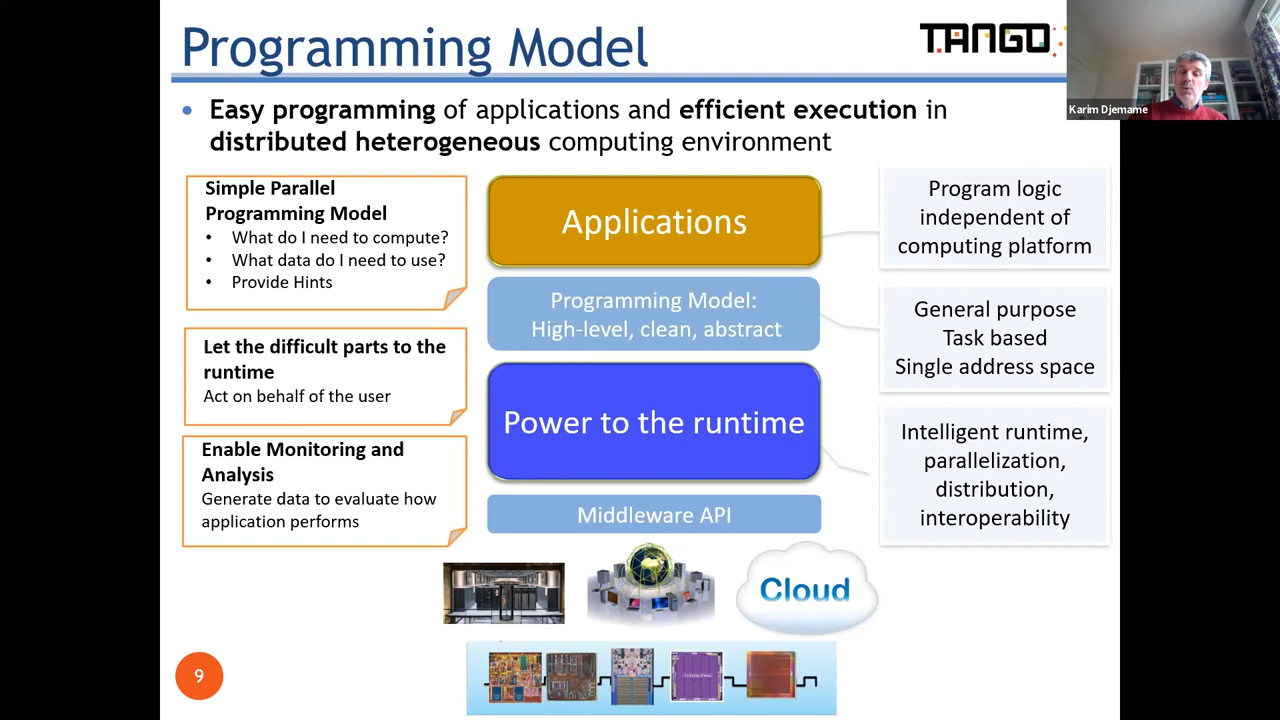 Programming Model
TANGO
Karim Djemame
• Easy programming of applications and efficient execution in
distributed heterogeneous computing environment
Simple Parallel
Programming Model
• What do I need to compute?
• What data do I need to use?
• Provide Hints
Let the difficult parts to the
runtime
Act on behalf of the user
Enable Monitoring and
Analysis
Generate data to evaluate how
application performs
Applications
Programming Model:
High-level, clean, abstract
Power to the runtime
Middleware API
Cloud
Program logic
independent of
computing platform
General purpose
Task based
Single address space
Intelligent runtime,
parallelization,
distribution,
interoperability
9